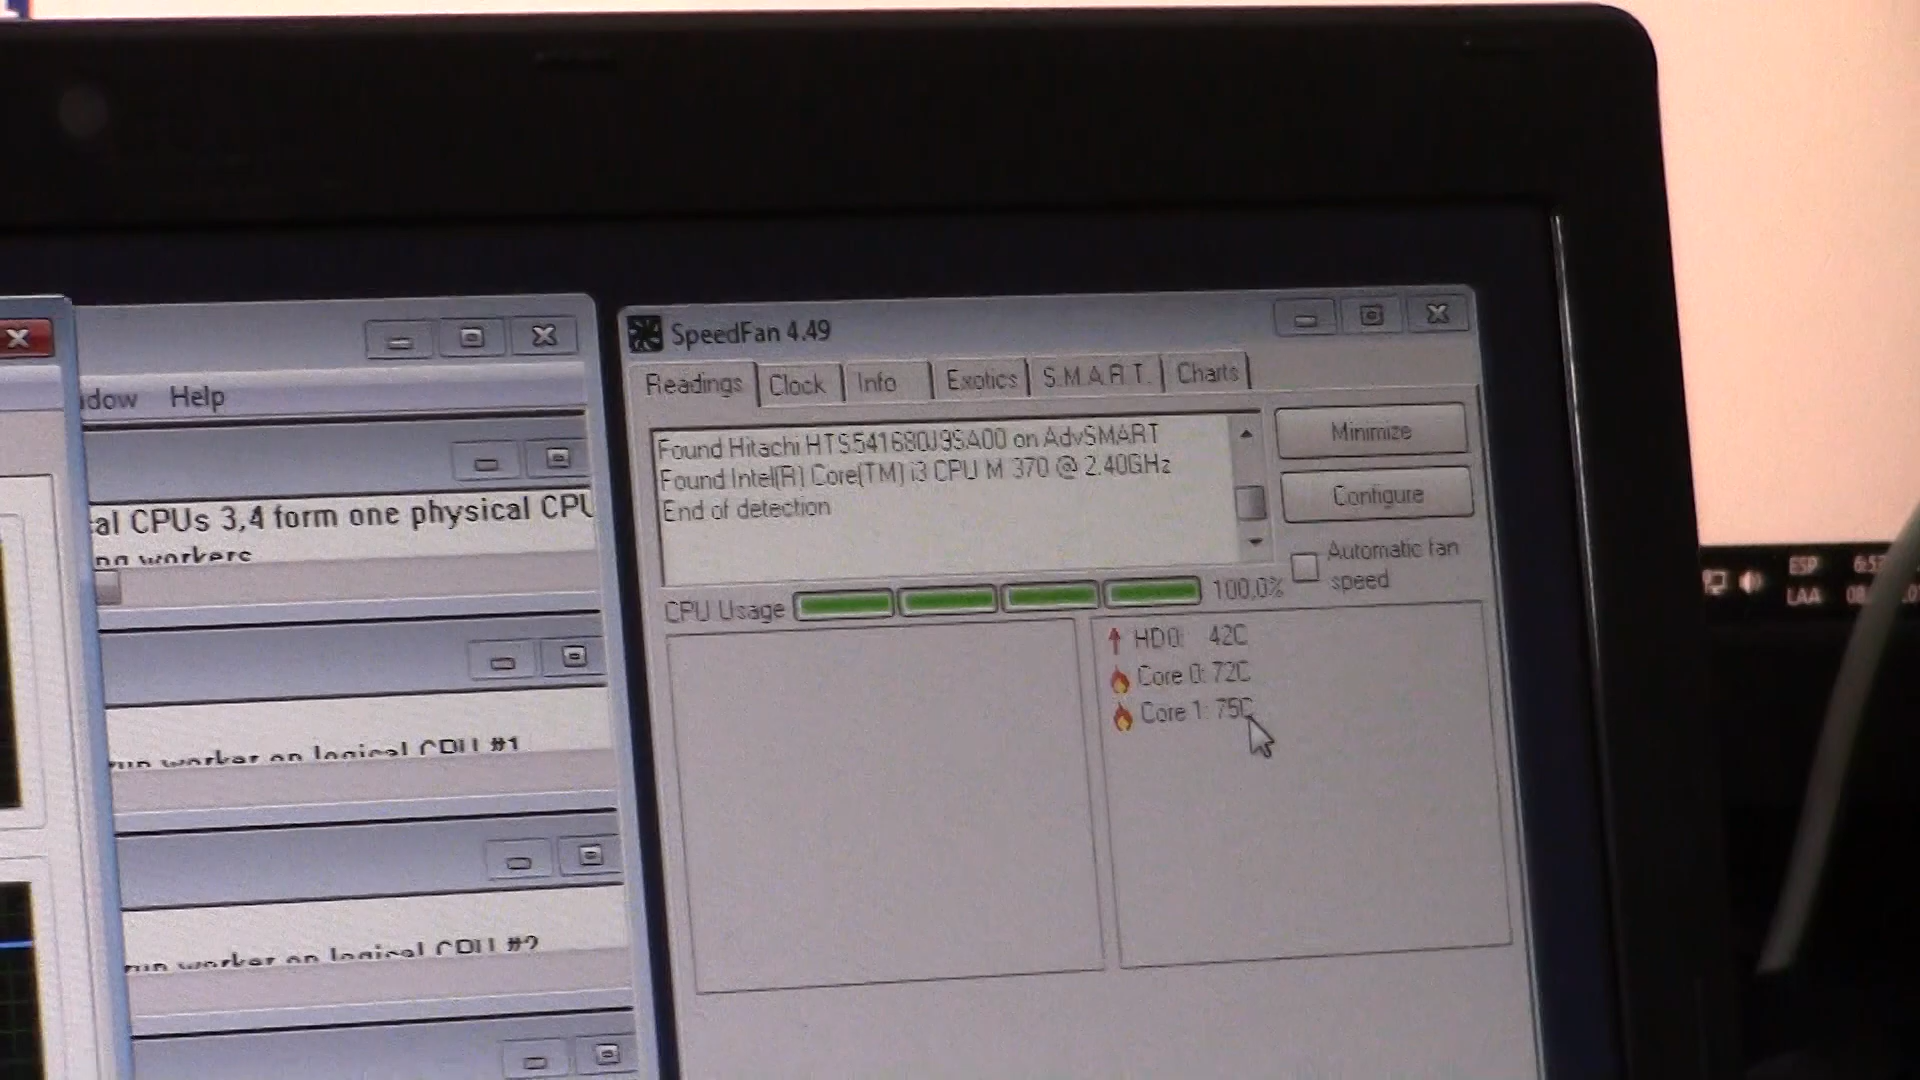 SpeedFan 4.49
Readings Clock Info Exotics S.M.A.R.T. Charts
Found Hitachi HTS541680J9SA00 on AdvSMART
Found Intel(R) Core(TM) i3 CPU M 370 @ 2.40GHz
End of detection
Minimize
Configure
Automatic fan
speed
CPU Usage 100,0%
HD0: 42C
Core 0: 72C
Core 1: 75C
Help
CPUs 3,4 form one physical
workers
worker on logical CPU #1
worker on logical CPU #2
ESP
LAA